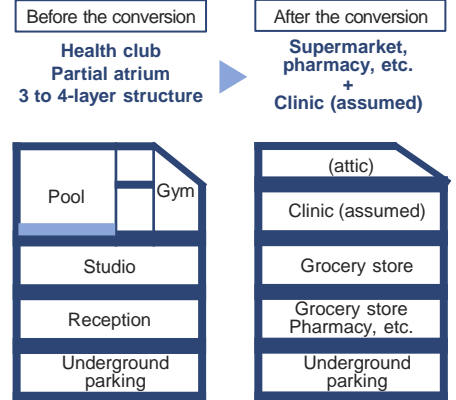 Before the conversion
Health club
Partial atrium
3 to 4-layer structure
After the conversion
Supermarket,
pharmacy, etc.
+
Clinic (assumed)
Pool
Gym
Studio
Reception
Underground
parking
(attic)
Clinic (assumed)
Grocery store
Grocery store
Pharmacy, etc.
Underground
parking